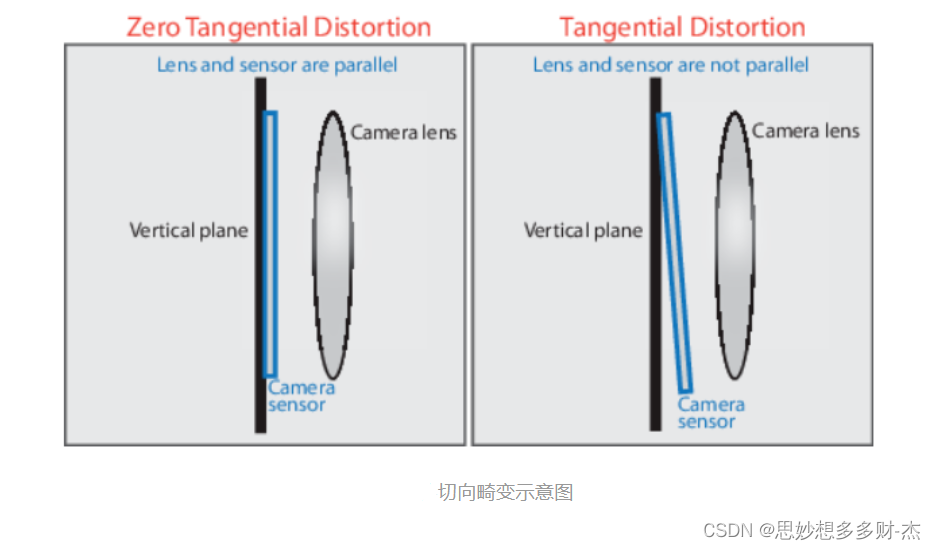 Zero Tangential Distortion
Lens and sensor are parallel
Camera lens
Vertical plane
Camera
sensor
Tangential Distortion
Lens and sensor are not parallel
Camera lens
Vertical plane
Camera
sensor
切向畸变示意图
CSDN @思妙想多多财-杰